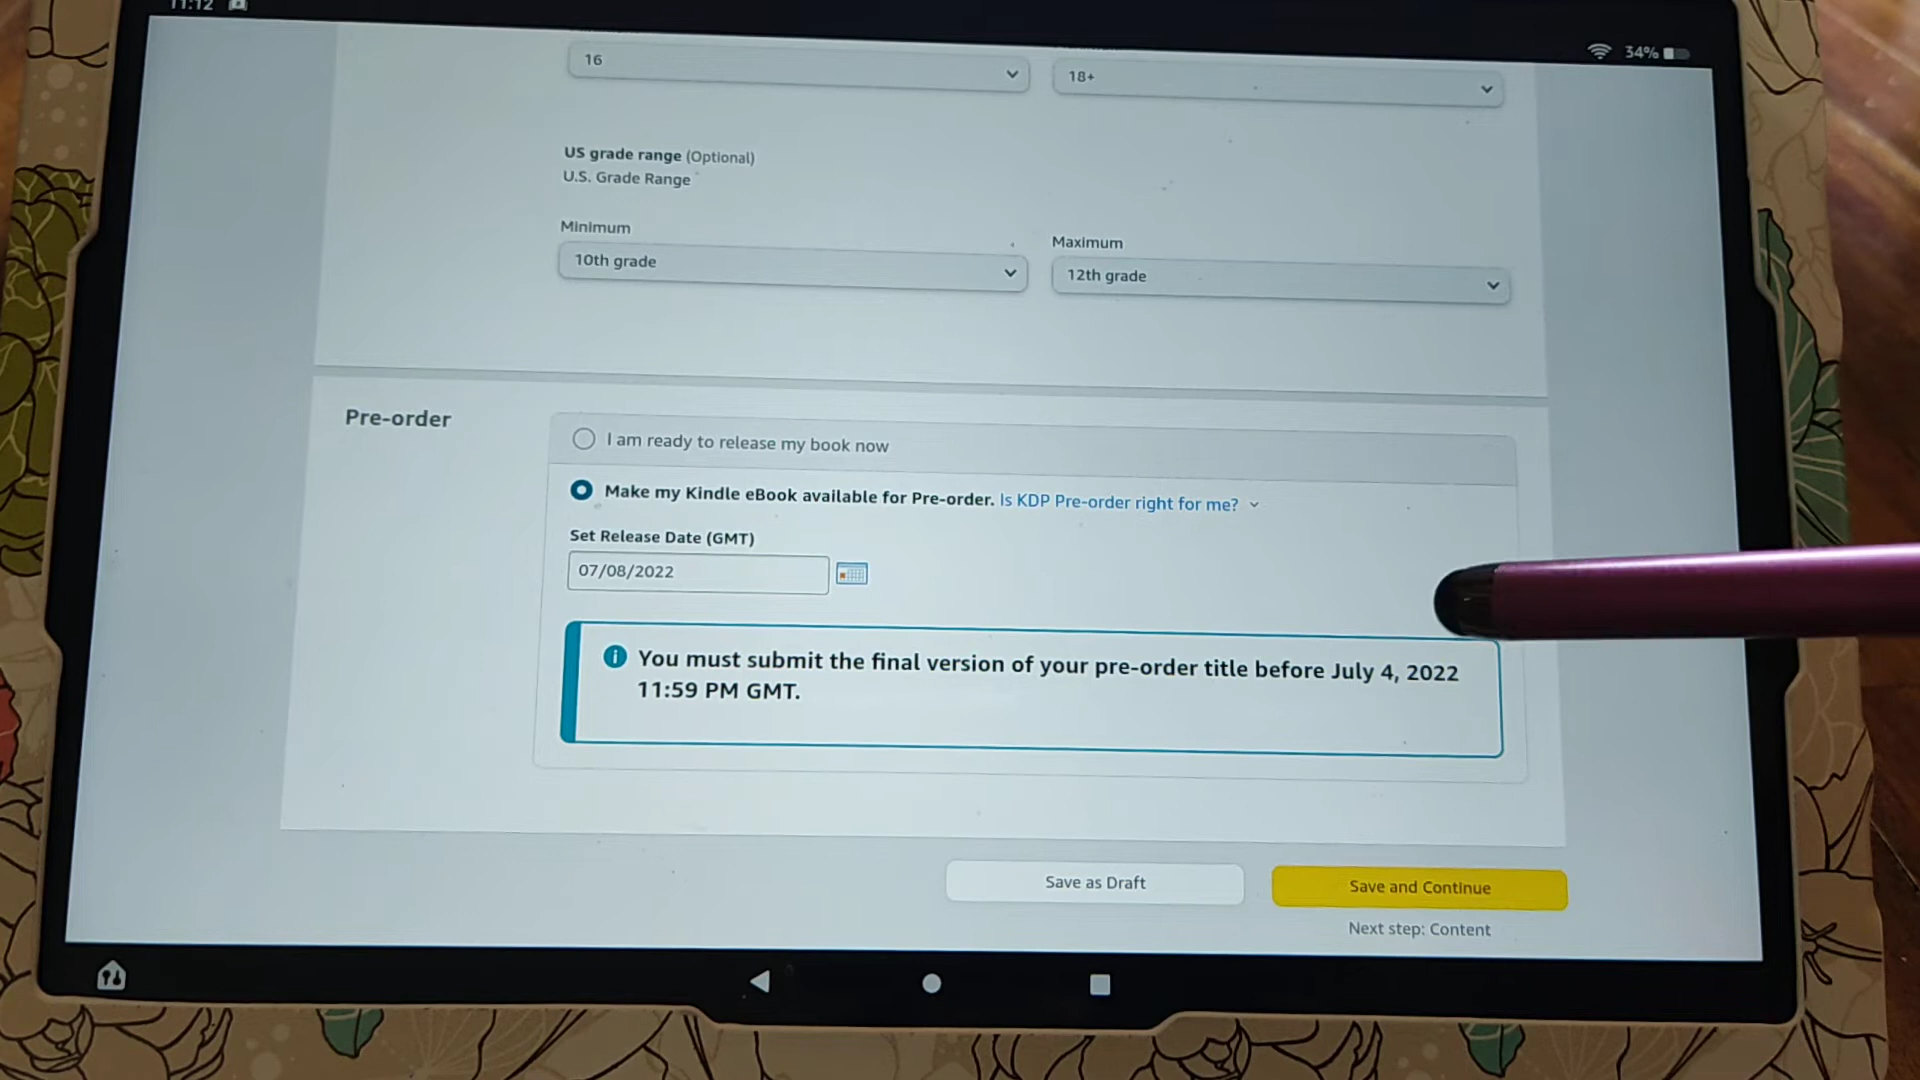 11:12
34%
16
18+
US grade range (Optional)
U.S. Grade Range
Minimum
Maximum
10th grade
12th grade
Pre-order
I am ready to release my book now
Make my Kindle eBook available for Pre-order. Is KDP Pre-order right for me?
Set Release Date (GMT)
07/08/2022
You must submit the final version of your pre-order title before July 4, 2022
11:59 PM GMT.
Save as Draft
Save and Continue
Next step: Content